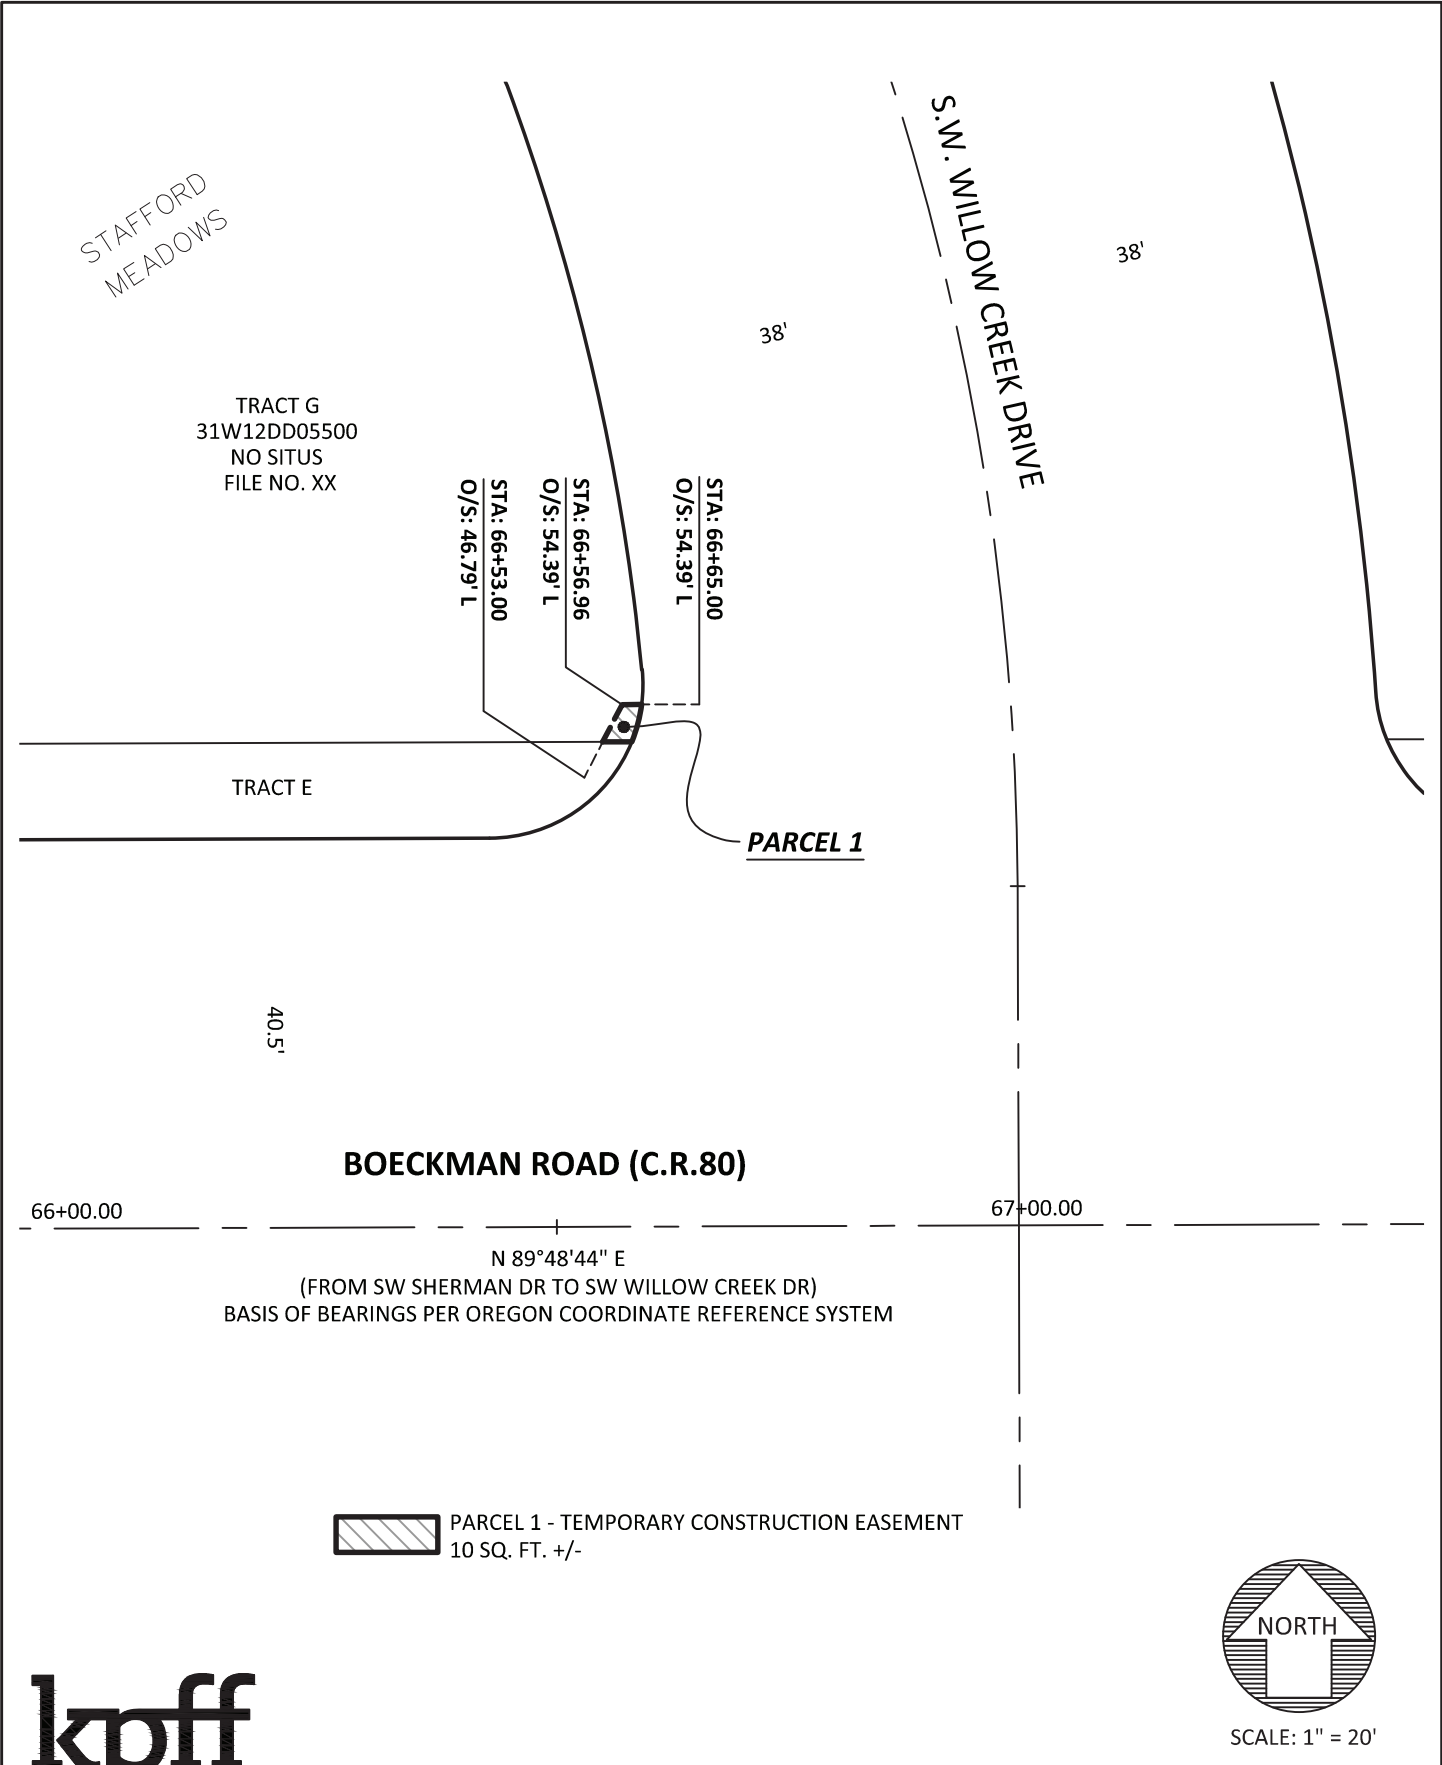 S.W. WILLOW CREEK DRIVE
STAFFORD
MEADOWS
38'
38'
TRACT G
31W12DD05500
NO SITUS
FILE NO. XX
STA: 66+53.00
O/S: 46.79' L
STA: 66+56.96
O/S: 54.39' L
STA: 66+65.00
O/S: 54.39' L
TRACT E
PARCEL 1
40.5'
BOECKMAN ROAD (C.R.80)
66+00.00
67+00.00
N 89°48'44" E
(FROM SW SHERMAN DR TO SW WILLOW CREEK DR)
BASIS OF BEARINGS PER OREGON COORDINATE REFERENCE SYSTEM
PARCEL 1 - TEMPORARY CONSTRUCTION EASEMENT
10 SQ. FT. +/-
NORTH
SCALE: 1" = 20'
kpff